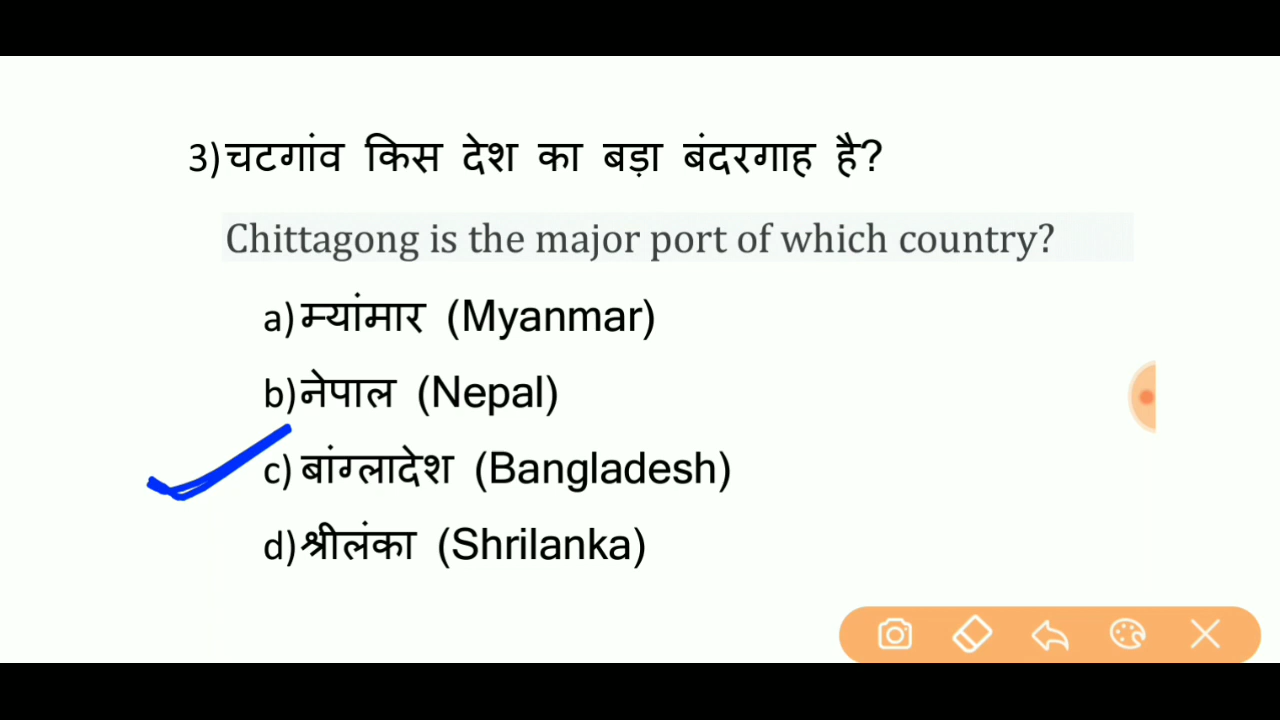 3)चटगांव किस देश का बड़ा बंदरगाह है?
Chittagong is the major port of which country?
a)म्यांमार (Myanmar)
b)नेपाल (Nepal)
c) बांग्लादेश (Bangladesh)
d)श्रीलंका (Shrilanka)